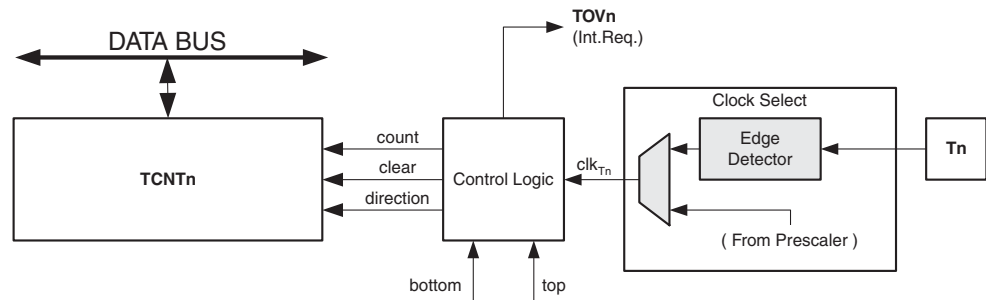 TOVn
(Int.Req.)
DATA BUS
Clock Select
count
Edge
Detector
Tn
TCNTn
clear
Control Logic
clkTn
direction
( From Prescaler )
bottom
top